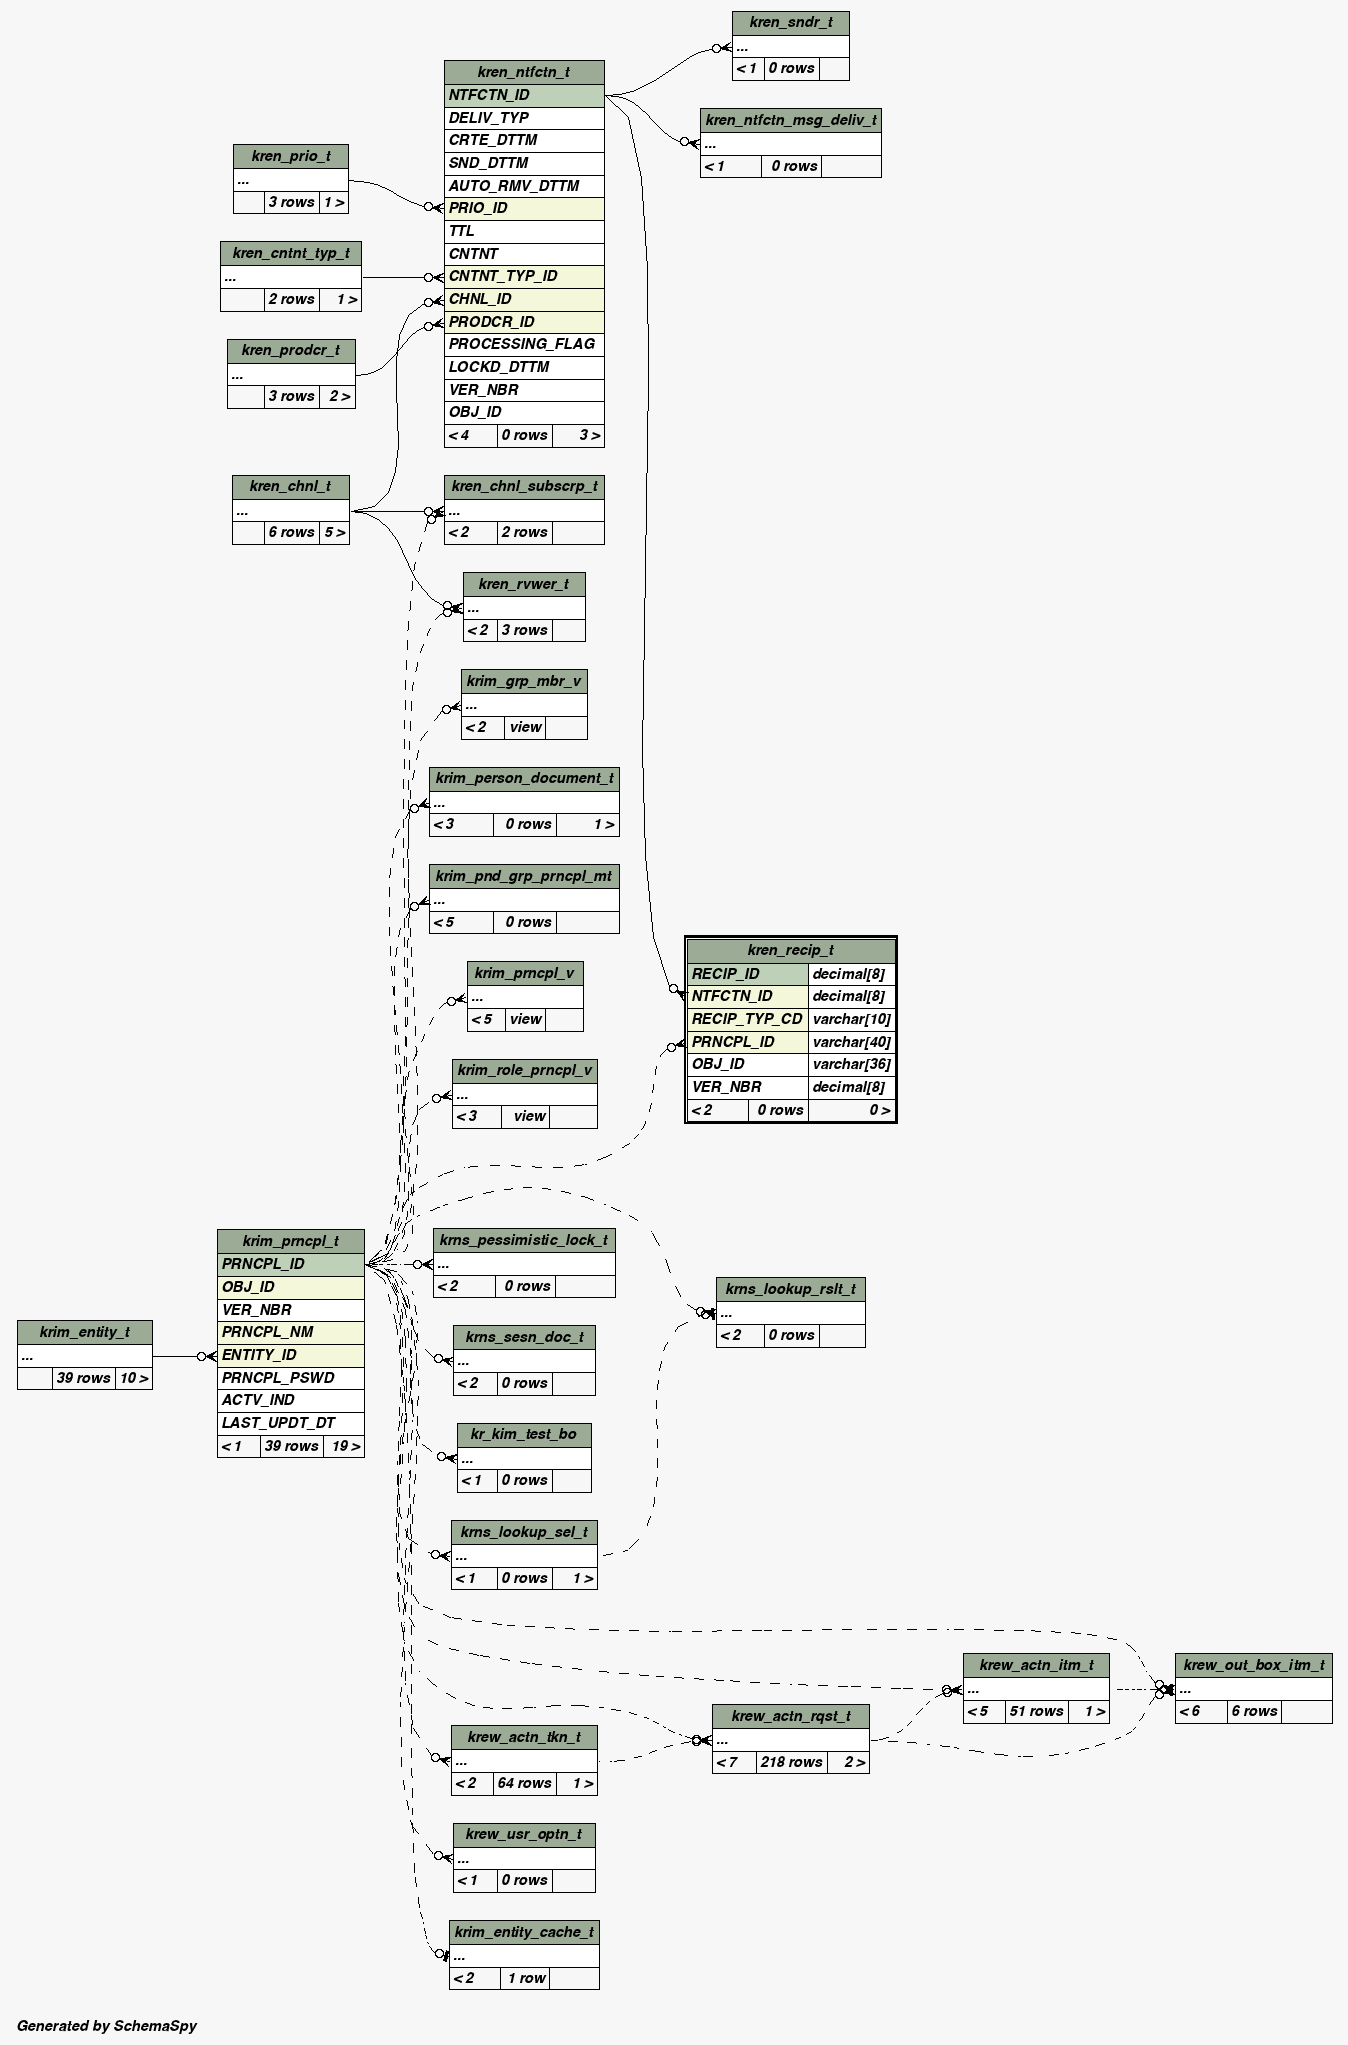 kren_sndr_t
...
< 1 0 rows
kren_ntfctn_t
NTFCTN_ID
DELIV_TYP
CRTE_DTTM
SND_DTTM
AUTO_RMV_DTTM
PRIO_ID
TTL
CNTNT
CNTNT_TYP_ID
CHNL_ID
PRODCR_ID
PROCESSING_FLAG
LOCKD_DTTM
VER_NBR
OBJ_ID
< 4 0 rows 3 >
kren_ntfctn_msg_deliv_t
...
< 1 0 rows
kren_prio_t
...
3 rows 1 >
kren_cntnt_typ_t
...
2 rows 1 >
kren_prodcr_t
...
3 rows 2 >
kren_chnl_t
...
6 rows 5 >
kren_chnl_subscrp_t
...
< 2 2 rows
kren_rvwer_t
...
< 2 3 rows
krim_grp_mbr_v
...
< 2 view
krim_person_document_t
...
< 3 0 rows 1 >
krim_pnd_grp_prncpl_mt
...
< 5 0 rows
kren_recip_t
RECIP_ID decimal[8]
NTFCTN_ID decimal[8]
RECIP_TYP_CD varchar[10]
PRNCPL_ID varchar[40]
OBJ_ID varchar[36]
VER_NBR decimal[8]
< 2 0 rows 0 >
krim_prncpl_v
...
< 5 view
krim_role_prncpl_v
...
< 3 view
krim_prncpl_t
PRNCPL_ID
OBJ_ID
VER_NBR
PRNCPL_NM
ENTITY_ID
PRNCPL_PSWD
ACTV_IND
LAST_UPDT_DT
< 1 39 rows 19 >
krim_entity_t
...
39 rows 10 >
krns_pessimistic_lock_t
...
< 2 0 rows
krns_lookup_rslt_t
...
< 2 0 rows
krns_sesn_doc_t
...
< 2 0 rows
kr_kim_test_bo
...
< 1 0 rows
krns_lookup_sel_t
...
< 1 0 rows 1 >
krew_actn_itm_t
...
< 5 51 rows 1 >
krew_out_box_itm_t
...
< 6 6 rows
krew_actn_rqst_t
...
< 7 218 rows 2 >
krew_actn_tkn_t
...
< 2 64 rows 1 >
krew_usr_optn_t
...
< 1 0 rows
krim_entity_cache_t
...
< 2 1 row
Generated by SchemaSpy